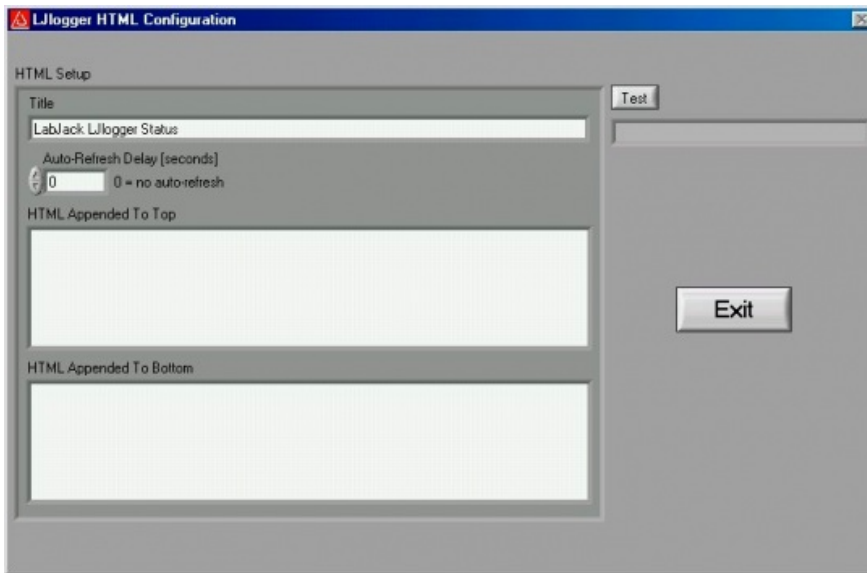 LJlogger HTML Configuration
HTML Setup
Title
LabJack LJlogger Status
Auto-Refresh Delay [seconds]
0
0 = no auto-refresh
HTML Appended To Top
HTML Appended To Bottom
Test
Exit